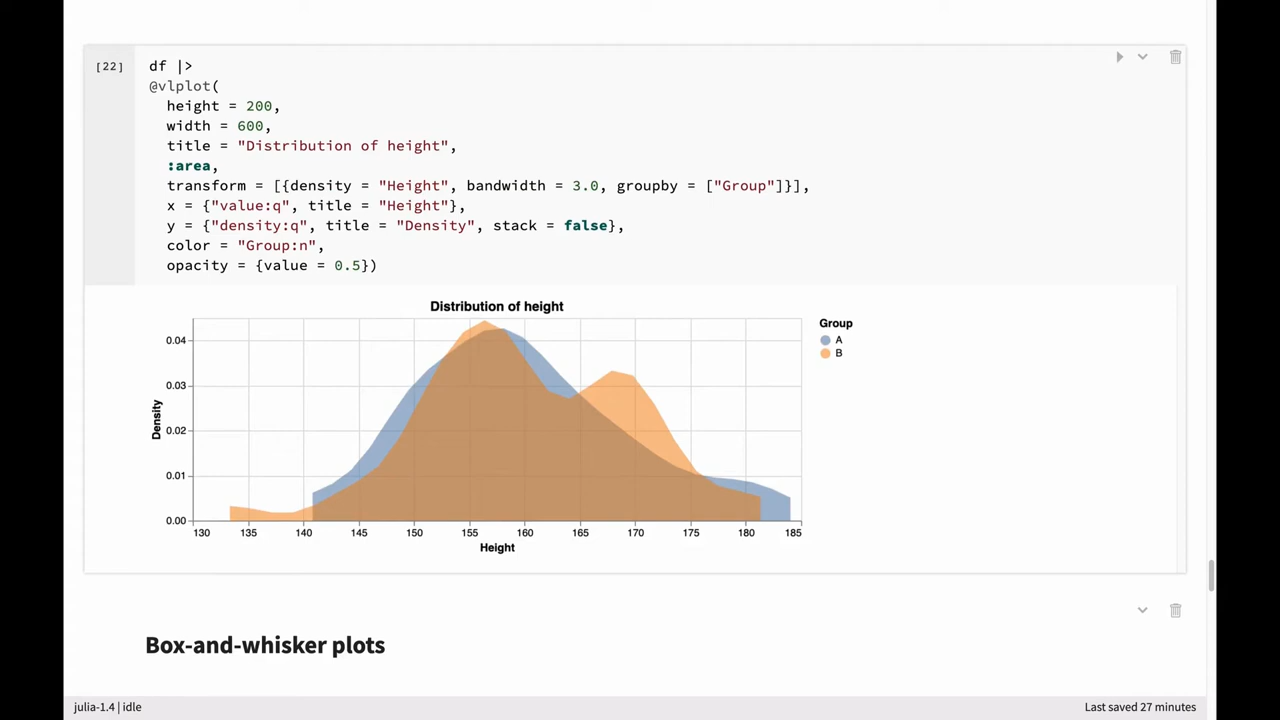 [22]
df |>
@vlplot(
height = 200,
width = 600,
title = "Distribution of height",
:area,
transform = [{density = "Height", bandwidth = 3.0, groupby = ["Group"]}],
x = {"value:q", title = "Height"},
y = {"density:q", title = "Density", stack = false},
color = "Group:n",
opacity = {value = 0.5})
Distribution of height
Group
A
B
0.04
0.03
0.02
0.01
0.00
Density
130 135 140 145 150 155 160 165 170 175 180 185
Height
Box-and-whisker plots
julia-1.4 | idle
Last saved 27 minutes